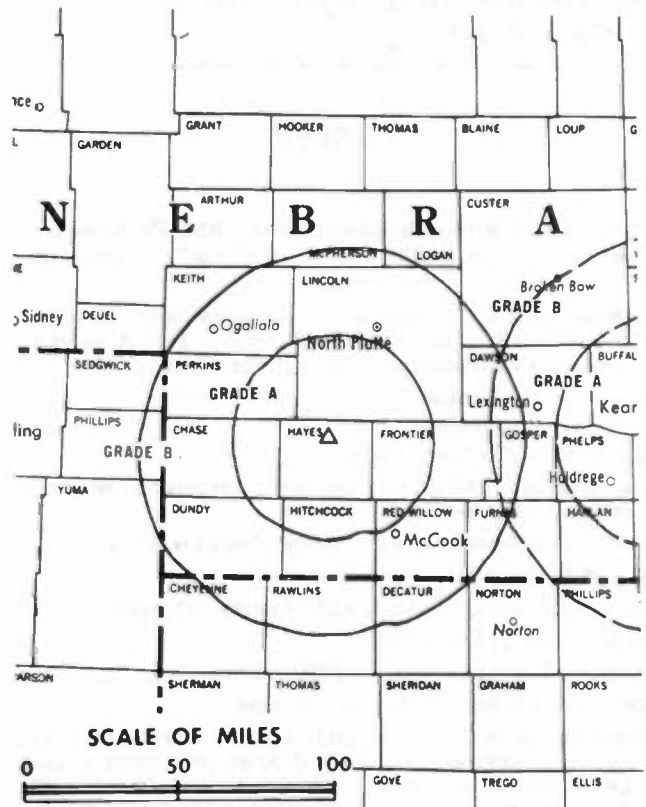 nce
GRANT HOOKER THOMAS BLAINE LOUP G
L GARDEN
ARTHUR CUSTER
N E B R A
McPHERSON LOGAN
KEITH LINCOLN
Broken Bow
GRADE B
Sidney Ogallala
DEUEL North Platte
SEDGWICK PERKINS DAWSON BUFFAL
GRADE A GRADE A
Lexington Kear
PHILLIPS CHASE HAYES FRONTIER GOSPER PHELPS
ling
GRADE B
Holdrege
YUMA
DUNDY HITCHCOCK RED WILLOW FURNAS HARLAN
McCook
CHEYENNE RAWLINS DECATUR NORTON PHILLIPS
Norton
ARSON SHERMAN THOMAS SHERIDAN GRAHAM ROOKS
SCALE OF MILES
0 50 100
GOVE TREGO ELLIS